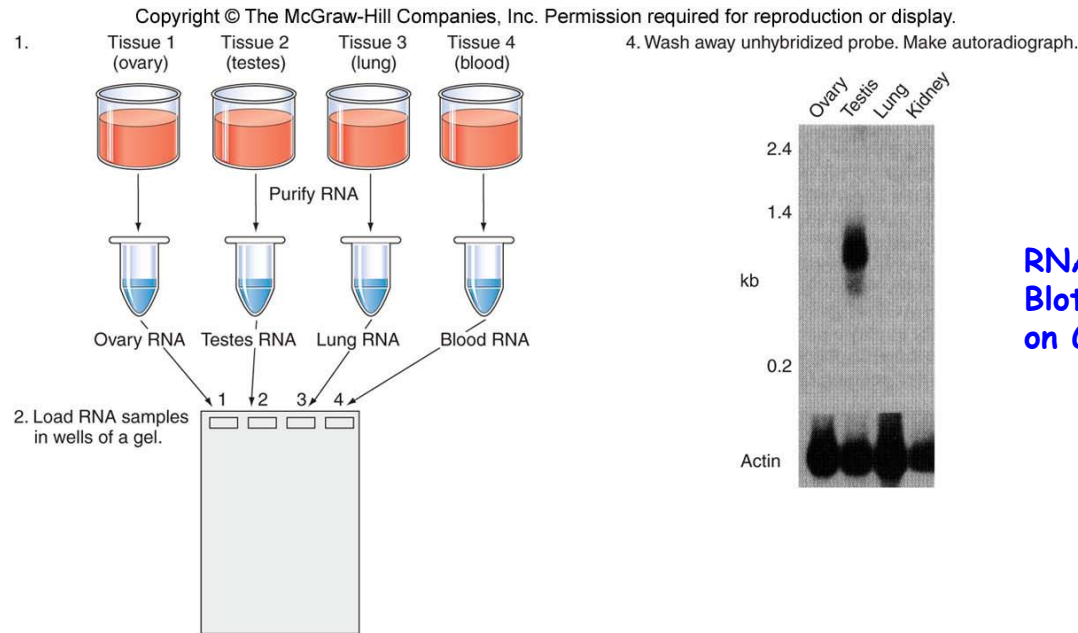 Copyright © The McGraw-Hill Companies, Inc. Permission required for reproduction or display.
1.
Tissue 1 (ovary)
Tissue 2 (testes)
Tissue 3 (lung)
Tissue 4 (blood)
Purify RNA
Ovary RNA
Testes RNA
Lung RNA
Blood RNA
2. Load RNA samples
in wells of a gel.
1 2 3 4
4. Wash away unhybridized probe. Make autoradiograph.
Ovary
Testis
Lung
Kidney
2.4
1.4
kb
0.2
Actin
Blot
on